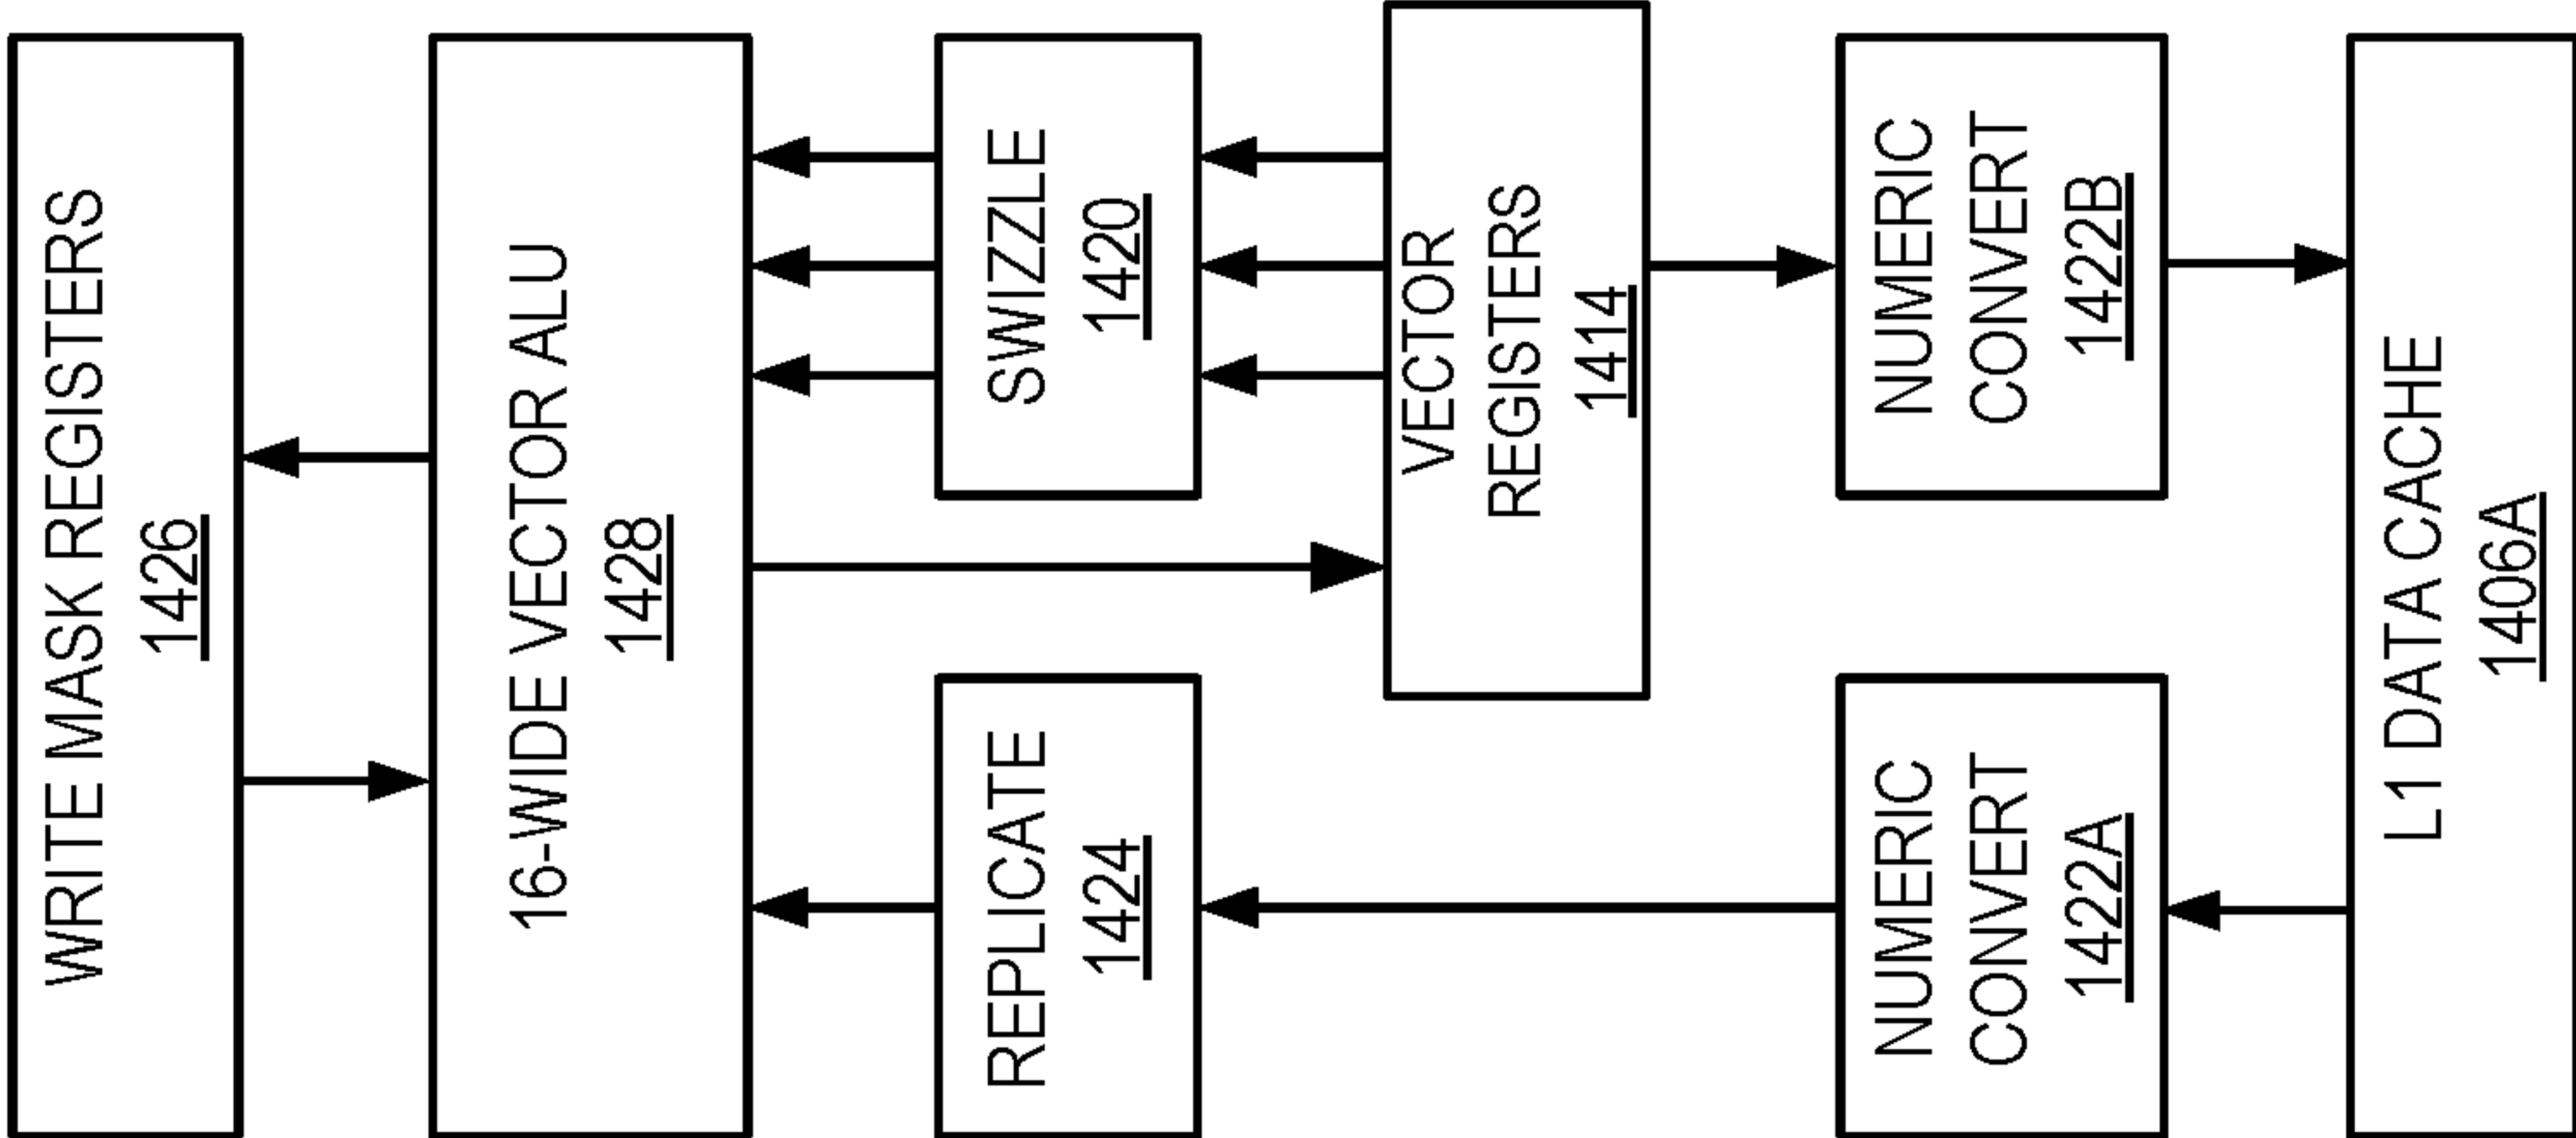 WRITE MASK REGISTERS
1426
16-WIDE VECTOR ALU
1428
REPLICATE
1424
SWIZZLE
1420
VECTOR
REGISTERS
1414
NUMERIC
CONVERT
1422A
NUMERIC
CONVERT
1422B
L1 DATA CACHE
1406A